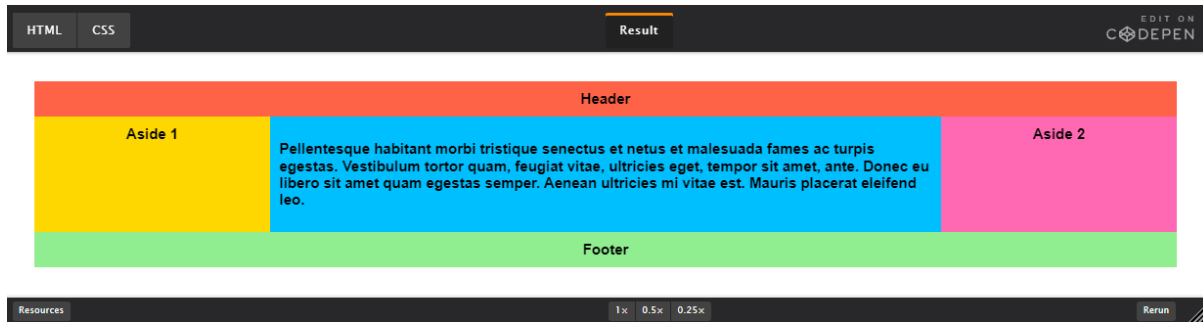 HTML CSS Result EDIT ON
CODEPEN
Header
Aside 1 Aside 2
Pellentesque habitant morbi tristique senectus et netus et malesuada fames ac turpis
egestas. Vestibulum tortor quam, feugiat vitae, ultricies eget, tempor sit amet, ante. Donec eu
libero sit amet quam egestas semper. Aenean ultricies mi vitae est. Mauris placerat eleifend
leo.
Footer
Resources 1x 0.5x 0.25x Rerun